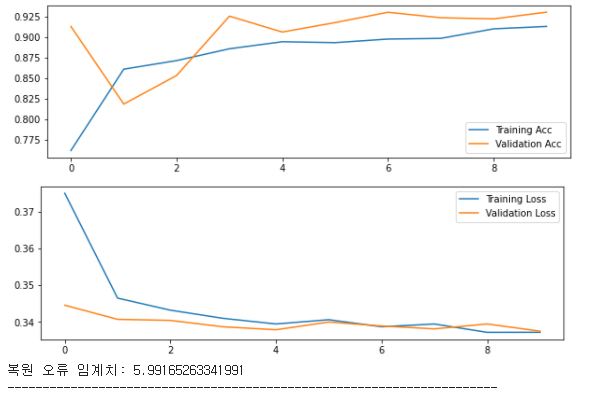 0.925
0.900
0.875
0.850
0.825
0.800
0.775
0 2 4 6 8
Training Acc
Validation Acc
0.37
0.36
0.35
0.34
0 2 4 6 8
Training Loss
Validation Loss
복원 오류 임계치: 5.99165263341991
------------------------------------------------------------